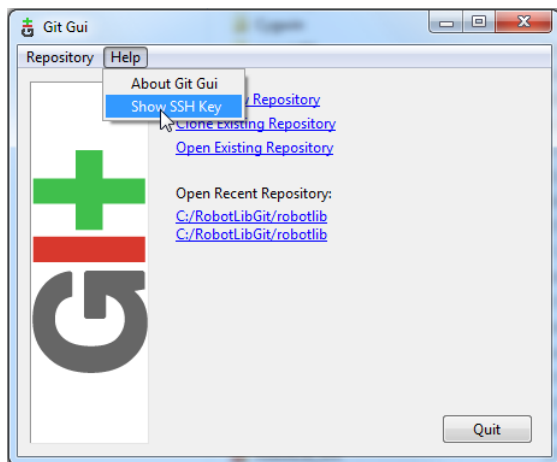 Git Gui
Repository Help
About Git Gui
Show SSH Key
Repository
Clone Existing Repository
Open Existing Repository
Open Recent Repository:
C:/RobotLibGit/robotlib
C:/RobotLibGit/robotlib
GIt
Quit